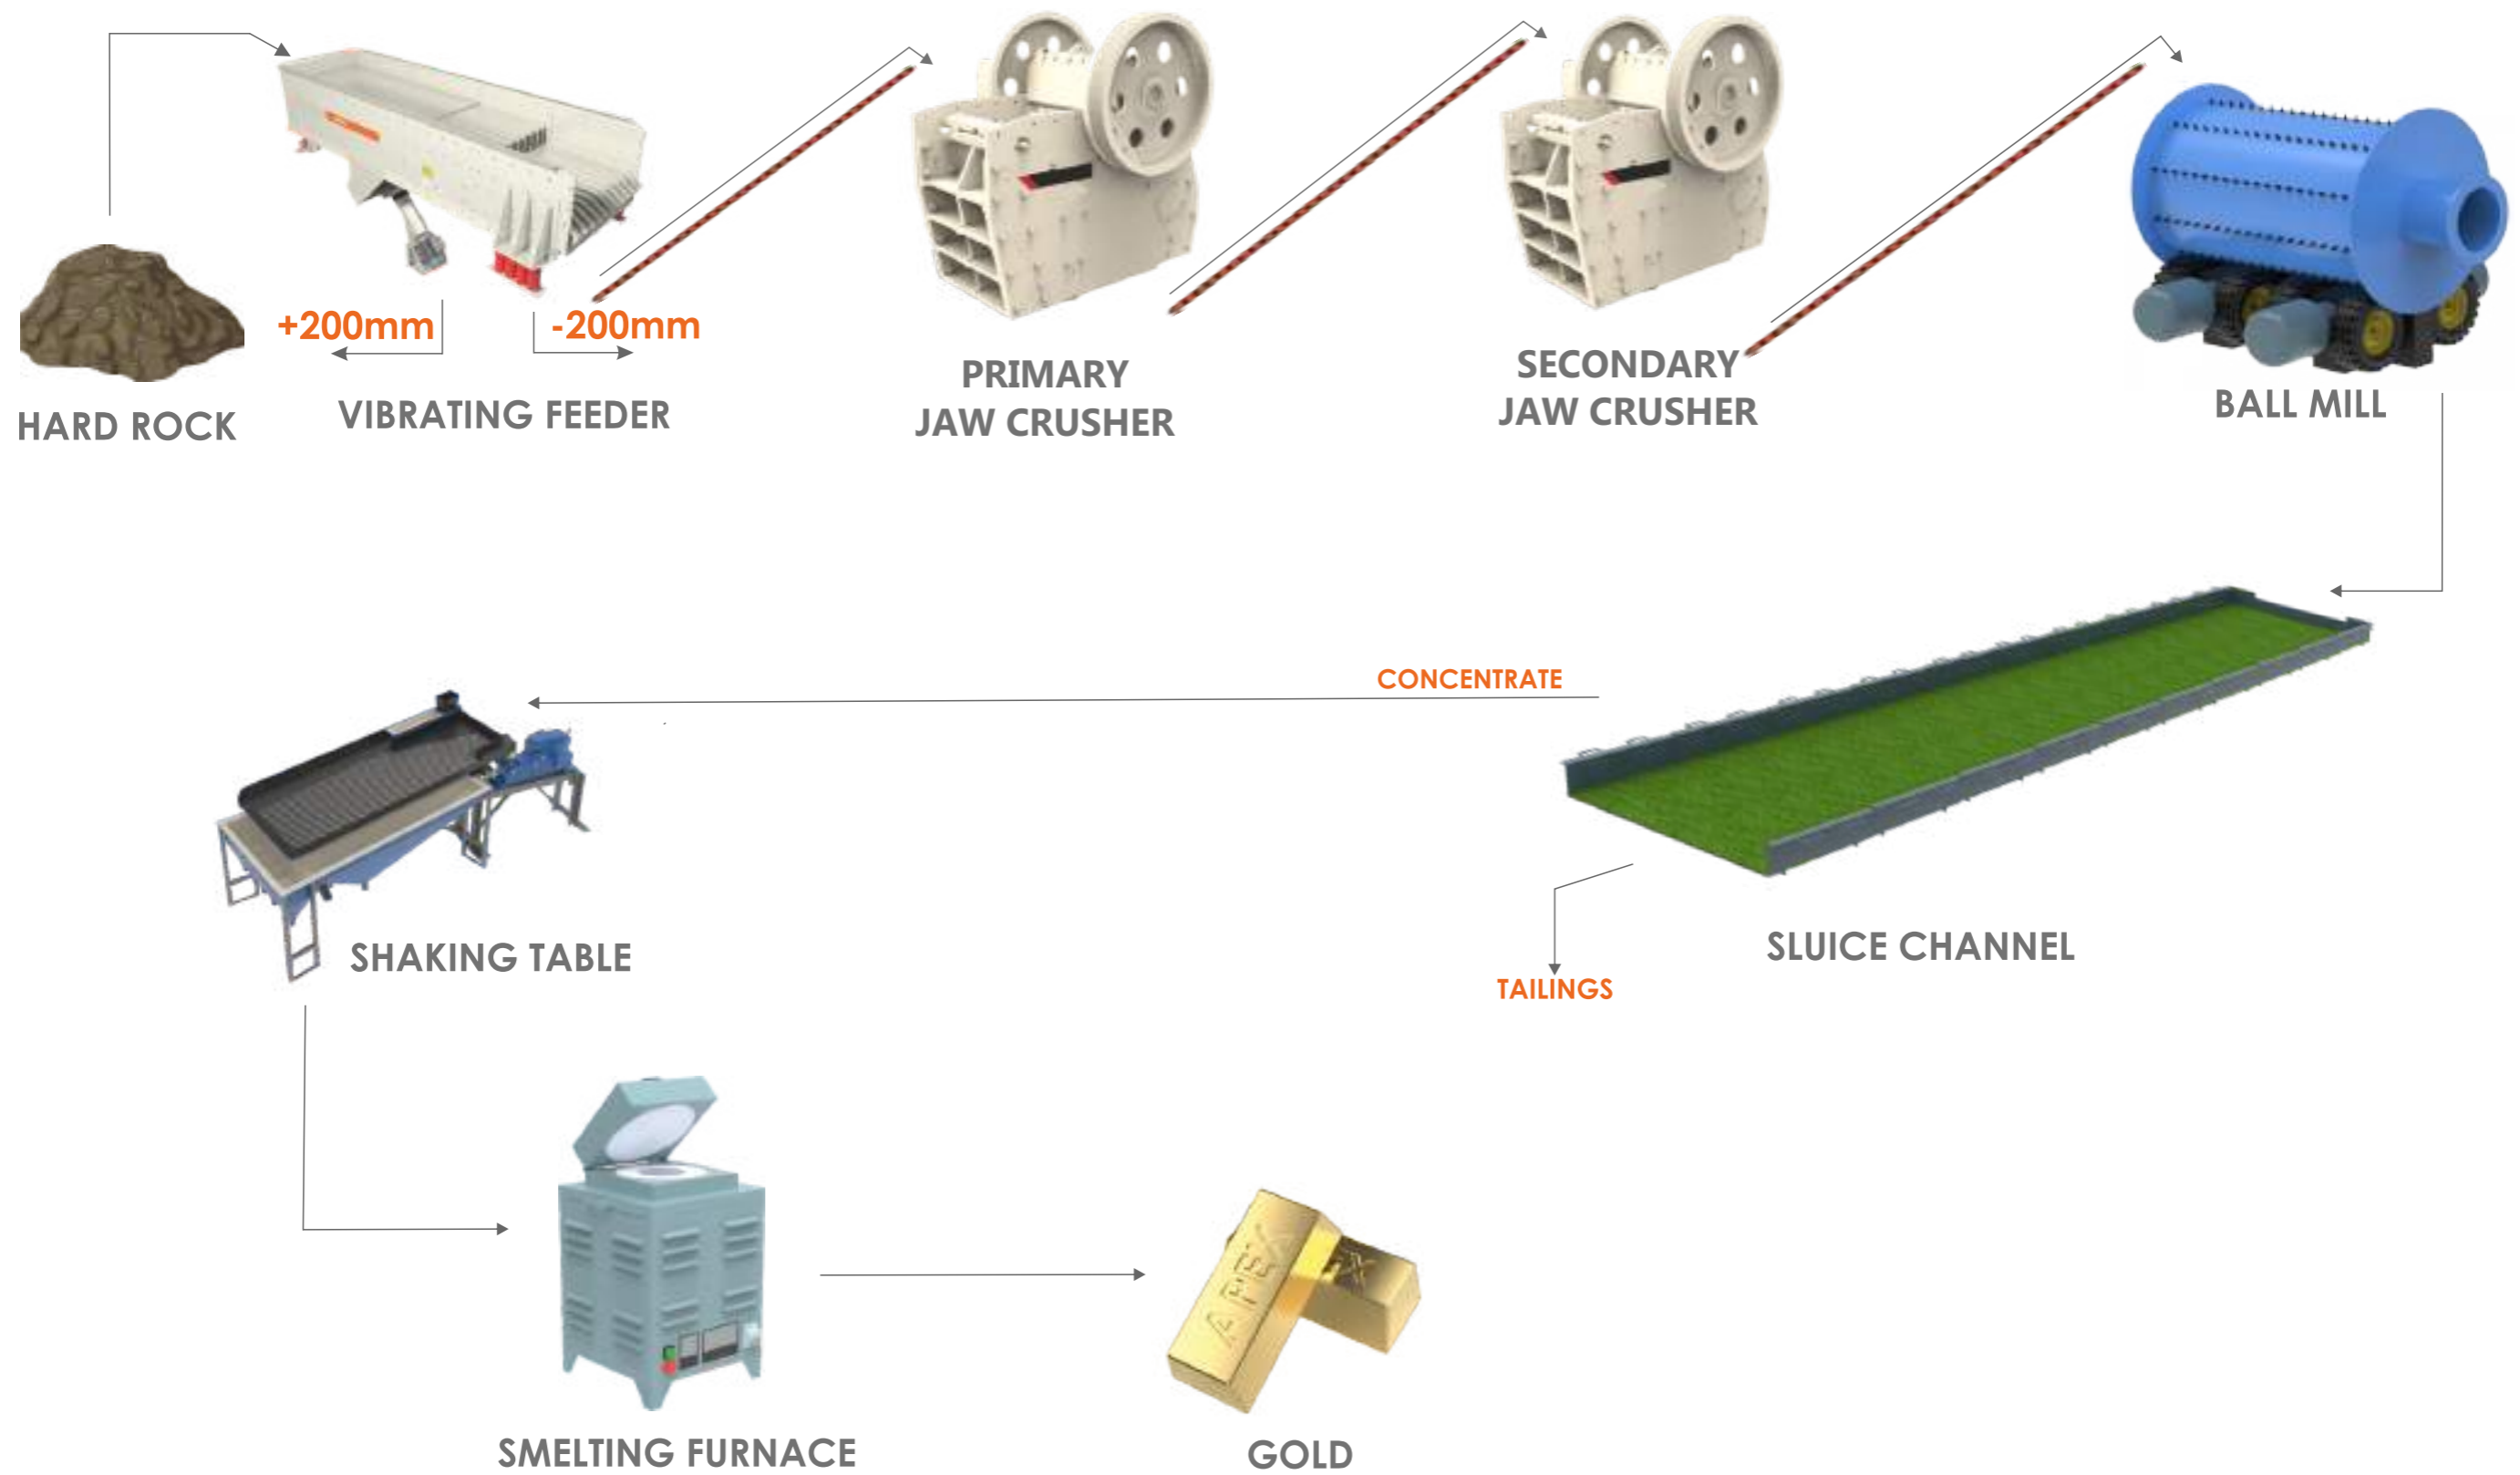 +200mm
-200mm
HARD ROCK
VIBRATING FEEDER
PRIMARY
JAW CRUSHER
SECONDARY
JAW CRUSHER
BALL MILL
CONCENTRATE
SHAKING TABLE
SLUICE CHANNEL
TAILINGS
APEX
EX
SMELTING FURNACE
GOLD